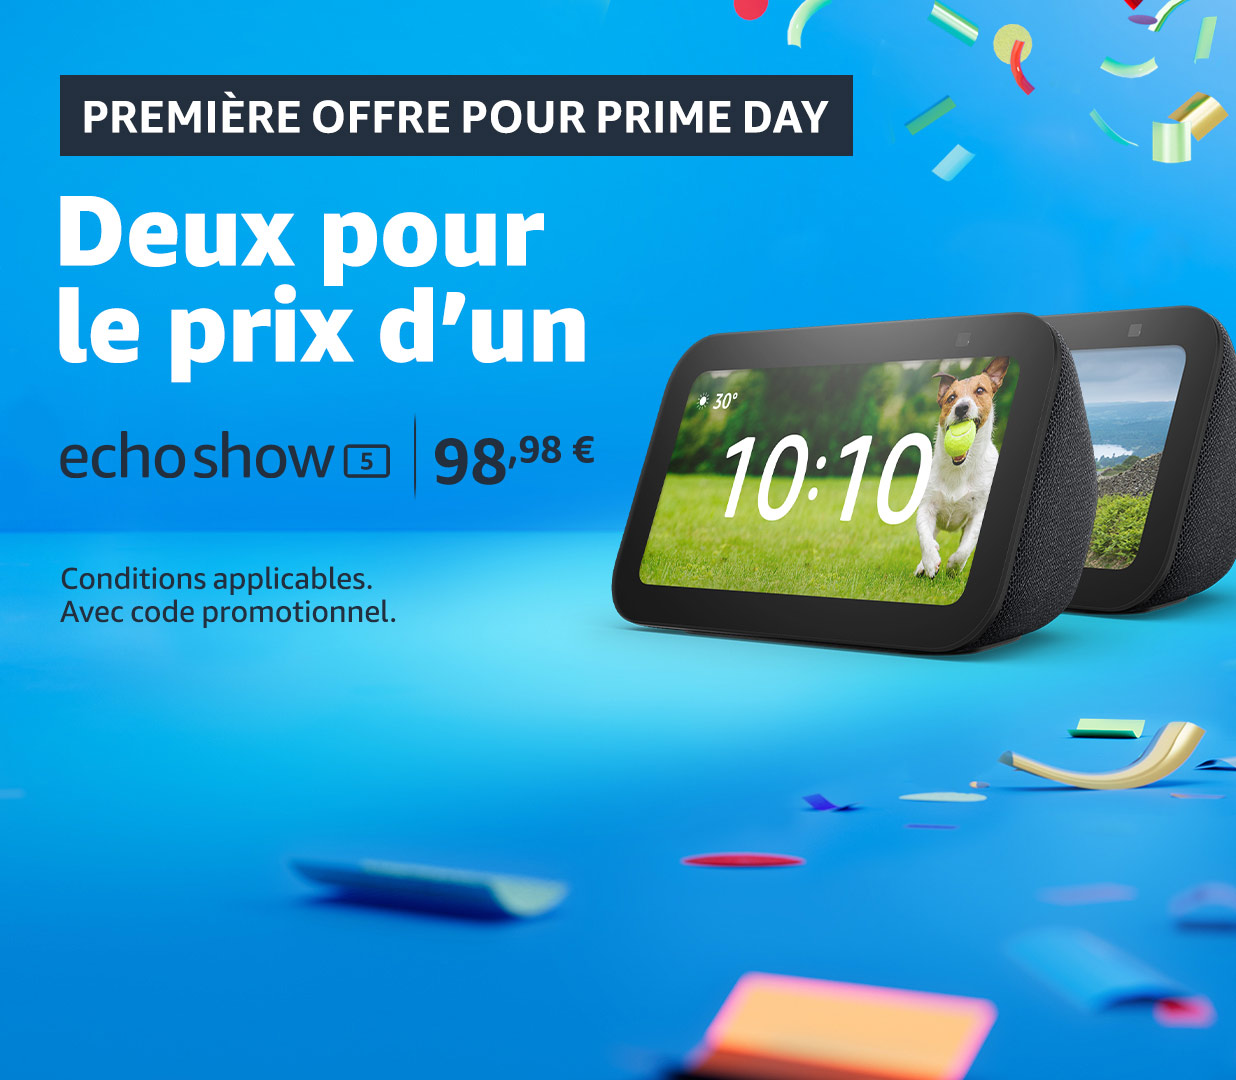 PREMIÈRE OFFRE POUR PRIME DAY
Deux pour
le prix d’un
echo show 5 | 98,98 €
Conditions applicables.
Avec code promotionnel.
30°
10:10